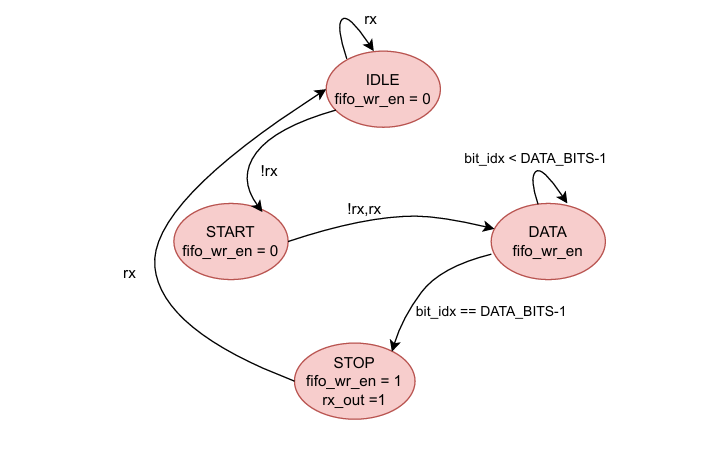 rx
IDLE
fifo_wr_en = 0
!rx
bit_idx < DATA_BITS-1
!rx,rx
START
fifo_wr_en = 0
DATA
fifo_wr_en
rx
bit_idx == DATA_BITS-1
STOP
fifo_wr_en = 1
rx_out =1